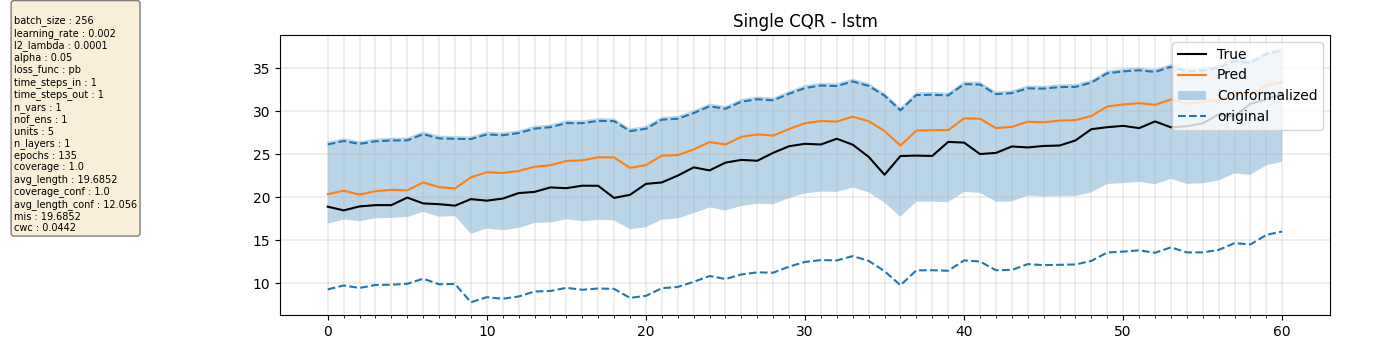 batch_size : 256
learning_rate : 0.002
l2_lambda : 0.0001
alpha : 0.05
loss_func : pb
time_steps_in : 1
time_steps_out : 1
n_vars : 1
nof_ens : 1
units : 5
n_layers : 1
epochs : 135
coverage : 1.0
avg_length : 19.6852
coverage_conf : 1.0
avg_length_conf : 12.056
mis : 19.6852
cwc : 0.0442
Single CQR - lstm
True
Pred
Conformalized
original
35
30
25
20
15
10
0 10 20 30 40 50 60